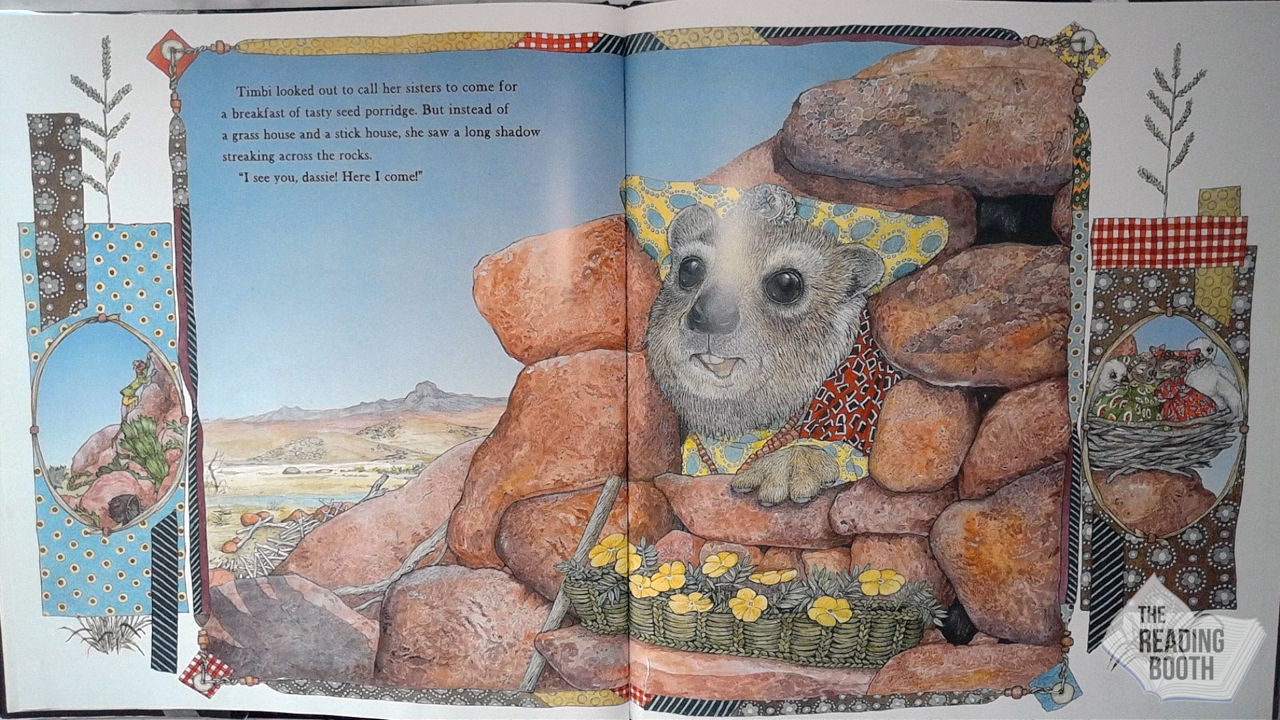 Timbi looked out to call her sisters to come for
a breakfast of tasty seed porridge. But instead of
a grass house and a stick house, she saw a long shadow
streaking across the rocks.
"I see you, dassie! Here I come!"
THE
READING
BOOTH